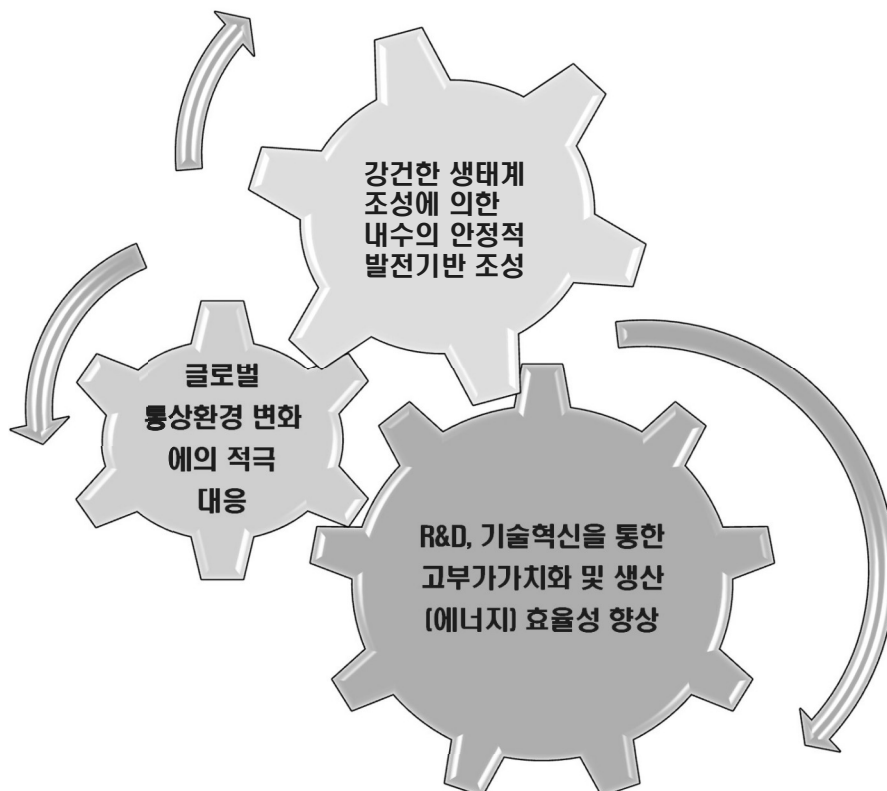 강건한 생태계
조성에 의한
내수의 안정적
발전기반 조성
글로벌
통상환경 변화
에의 적극
대응
R&D, 기술혁신을 통한
고부가가치화 및 생산
(에너지) 효율성 향상